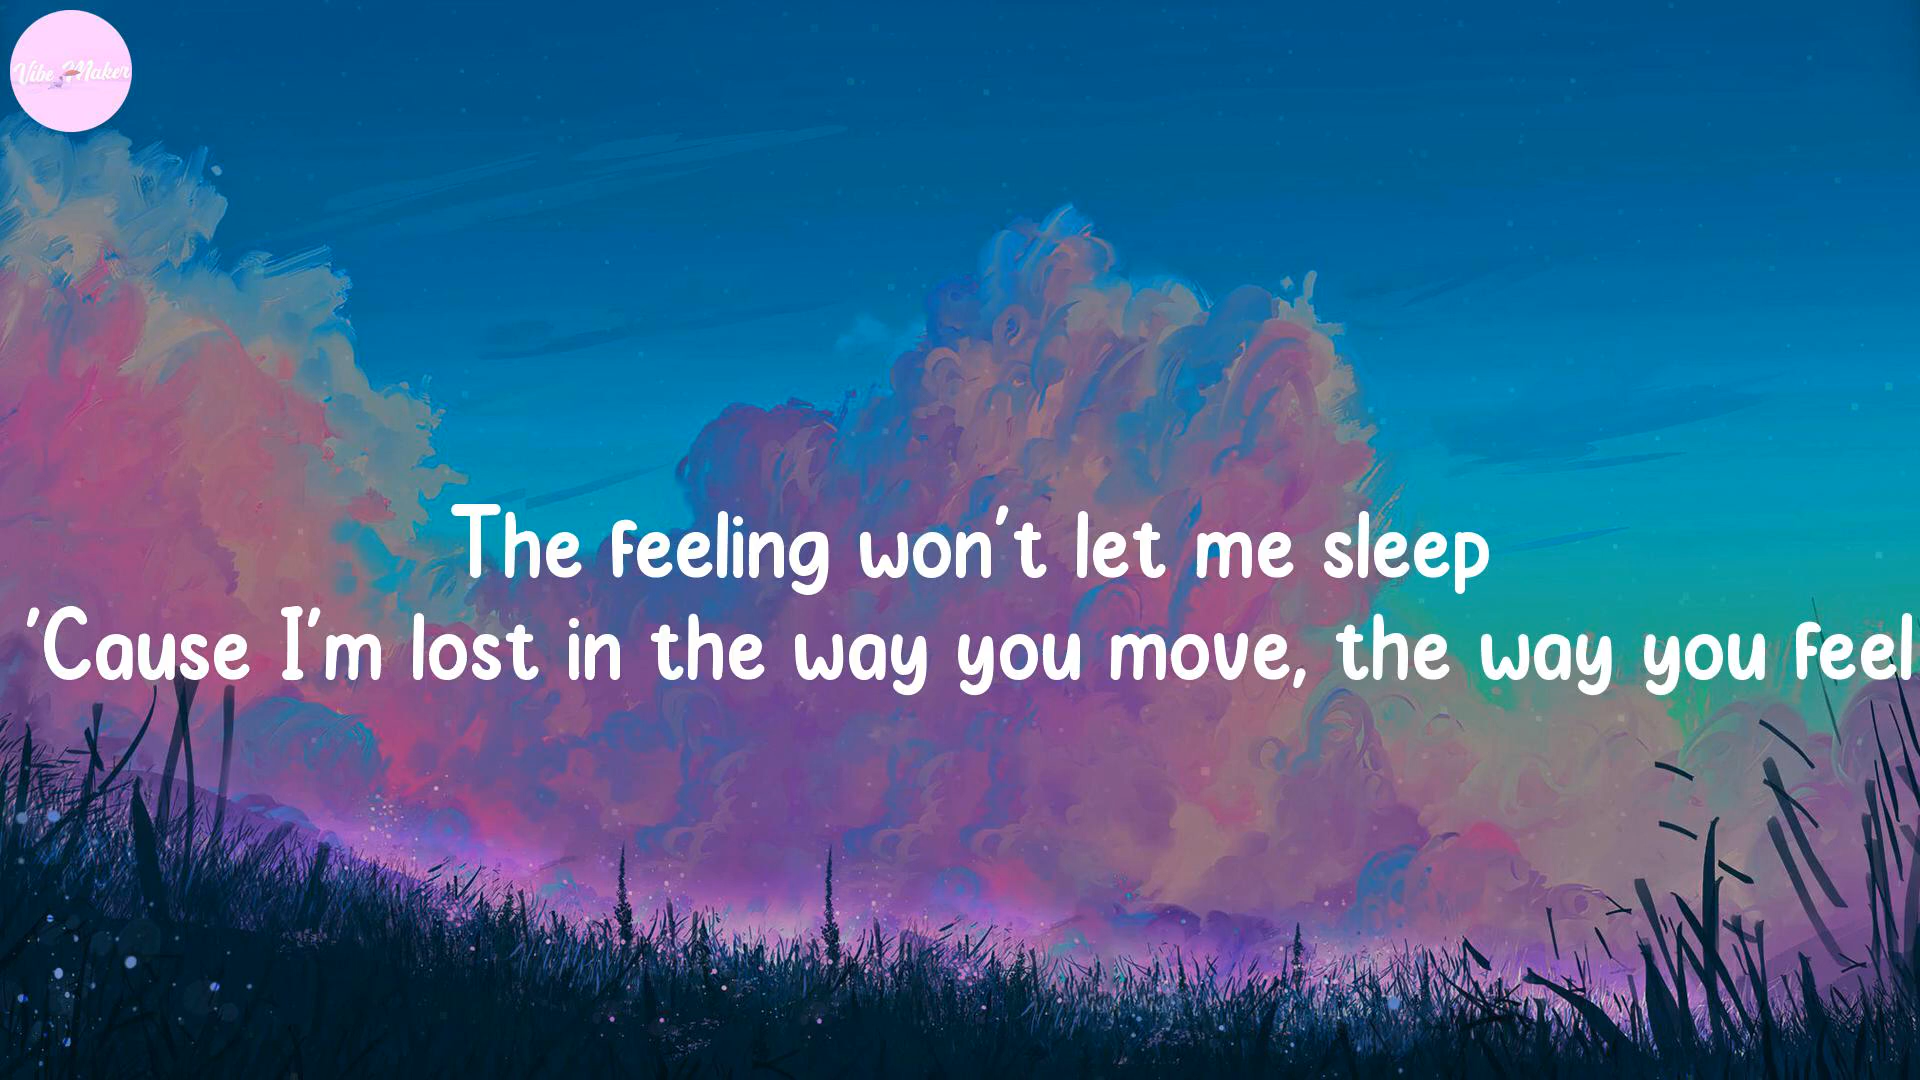 Vibe Maker
The feeling won't let me sleep
'Cause I'm lost in the way you move, the way you feel